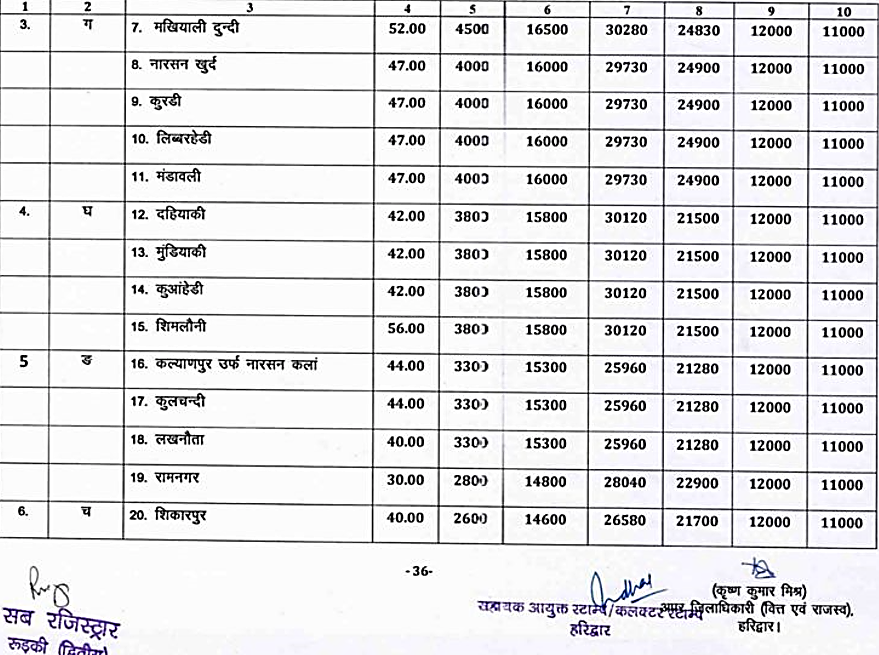 1 2 3 4 5 6 7 8 9 10
3. ग 7. मखियाली दुन्दी 52.00 4500 16500 30280 24830 12000 11000
8. नारसन खुर्द 47.00 4000 16000 29730 24900 12000 11000
9. कुरडी 47.00 4000 16000 29730 24900 12000 11000
10. लिब्बरहेडी 47.00 4000 16000 29730 24900 12000 11000
11. मंडावली 47.00 4000 16000 29730 24900 12000 11000
4. घ 12. दहियाकी 42.00 3800 15800 30120 21500 12000 11000
13. मुंडियाकी 42.00 3800 15800 30120 21500 12000 11000
14. कुआंहेडी 42.00 3800 15800 30120 21500 12000 11000
15. शिमलौनी 56.00 3800 15800 30120 21500 12000 11000
5 ङ 16. कल्याणपुर उर्फ नारसन कलां 44.00 3300 15300 25960 21280 12000 11000
17. कुलचन्दी 44.00 3300 15300 25960 21280 12000 11000
18. लखनौता 40.00 3300 15300 25960 21280 12000 11000
19. रामनगर 30.00 2800 14800 28040 22900 12000 11000
6. च 20. शिकारपुर 40.00 2600 14600 26580 21700 12000 11000
-36-
(कृष्ण कुमार मिश्र)
सहायक आयुक्त स्टाम्प/कलक्टर स्टाम्प अपर जिलाधिकारी (वित्त एवं राजस्व),
हरिद्वार हरिद्वार।
सब रजिस्ट्रार
रूड़की (द्वितीय)